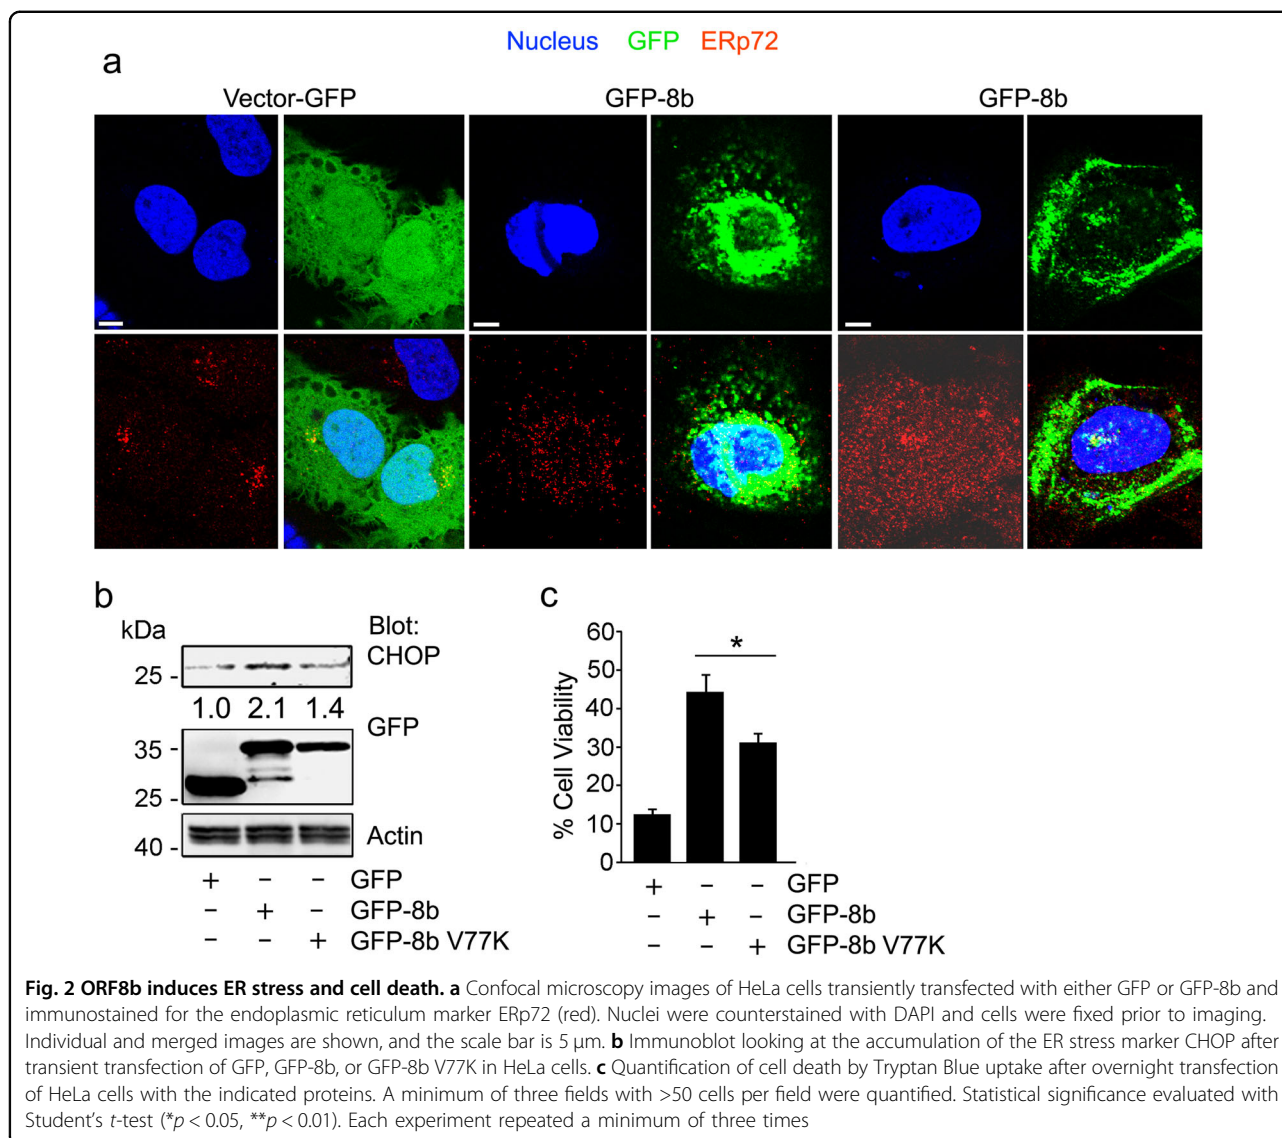 Nucleus GFP ERp72
a
Vector-GFP GFP-8b GFP-8b
b
kDa
Blot:
CHOP
25 -
1.0 2.1 1.4
GFP
35 -
25 -
Actin
40 -
+ – – GFP
– + – GFP-8b
– – + GFP-8b V77K
c
% Cell Viability
60
50
40
30
20
10
0
*
+ – – GFP
– + – GFP-8b
– – + GFP-8b V77K
Fig. 2 ORF8b induces ER stress and cell death. a Confocal microscopy images of HeLa cells transiently transfected with either GFP or GFP-8b and
immunostained for the endoplasmic reticulum marker ERp72 (red). Nuclei were counterstained with DAPI and cells were fixed prior to imaging.
Individual and merged images are shown, and the scale bar is 5 µm. b Immunoblot looking at the accumulation of the ER stress marker CHOP after
transient transfection of GFP, GFP-8b, or GFP-8b V77K in HeLa cells. c Quantification of cell death by Tryptan Blue uptake after overnight transfection
of HeLa cells with the indicated proteins. A minimum of three fields with >50 cells per field were quantified. Statistical significance evaluated with
Student's t-test (*p < 0.05, **p < 0.01). Each experiment repeated a minimum of three times